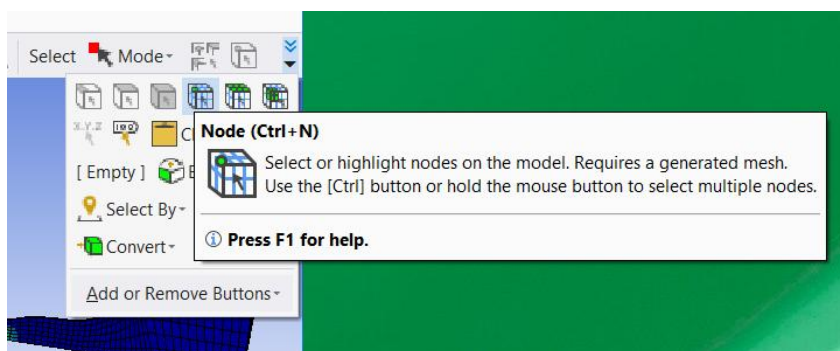 Select Mode
X,Y,Z
Node (Ctrl+N)
Select or highlight nodes on the model. Requires a generated mesh.
Use the [Ctrl] button or hold the mouse button to select multiple nodes.
[ Empty ]
Select By
Convert
Press F1 for help.
Add or Remove Buttons